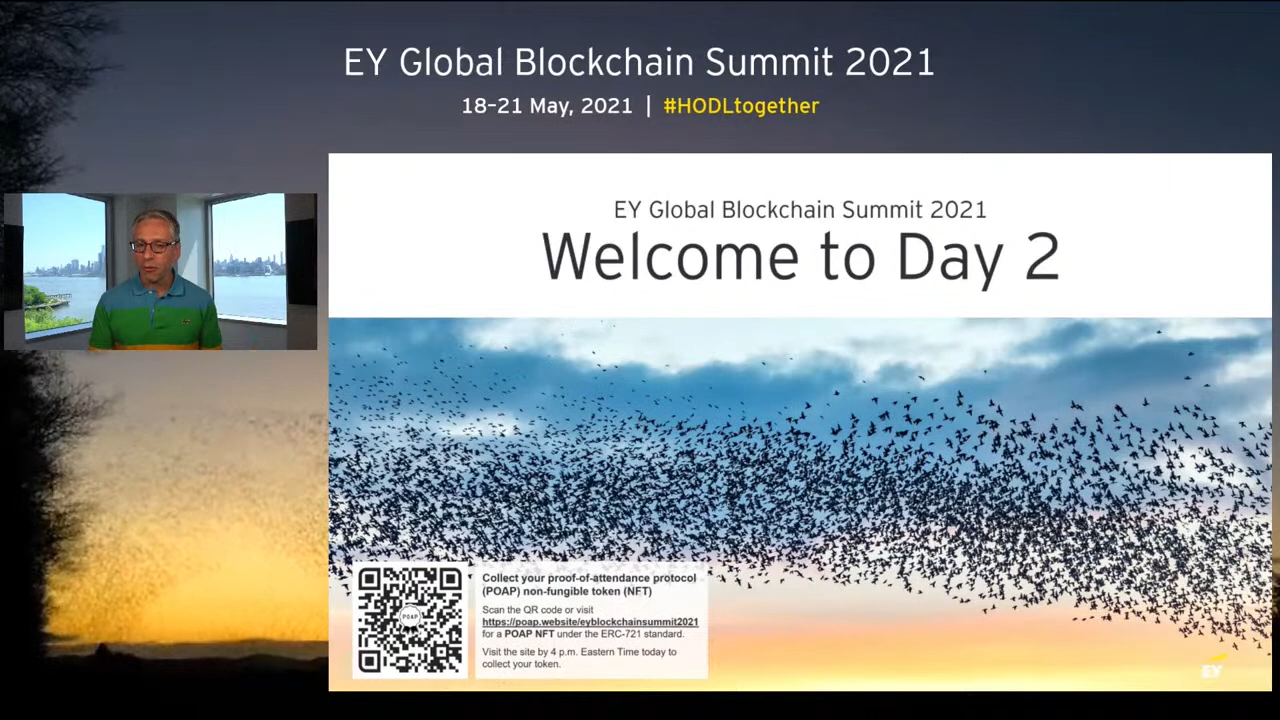 EY Global Blockchain Summit 2021
18–21 May, 2021 | #HODLtogether
EY Global Blockchain Summit 2021
Welcome to Day 2
POAP
Collect your proof-of-attendance protocol
(POAP) non-fungible token (NFT)
Scan the QR code or visit
https://poap.website/eyblockchainsummit2021
for a POAP NFT under the ERC-721 standard.
Visit the site by 4 p.m. Eastern Time today to
collect your token.
EY